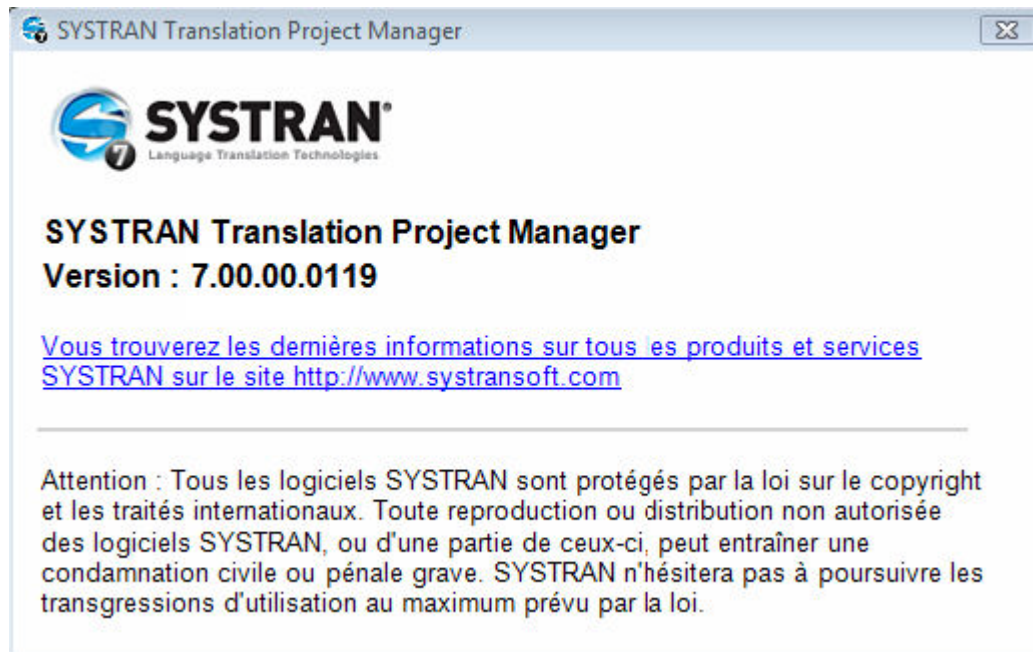 SYSTRAN Translation Project Manager
SYSTRAN®
7
Language Translation Technologies
SYSTRAN Translation Project Manager
Version : 7.00.00.0119
Vous trouverez les dernières informations sur tous les produits et services
SYSTRAN sur le site http://www.systransoft.com
Attention : Tous les logiciels SYSTRAN sont protégés par la loi sur le copyright
et les traités internationaux. Toute reproduction ou distribution non autorisée
des logiciels SYSTRAN, ou d'une partie de ceux-ci, peut entraîner une
condamnation civile ou pénale grave. SYSTRAN n'hésitera pas à poursuivre les
transgressions d'utilisation au maximum prévu par la loi.